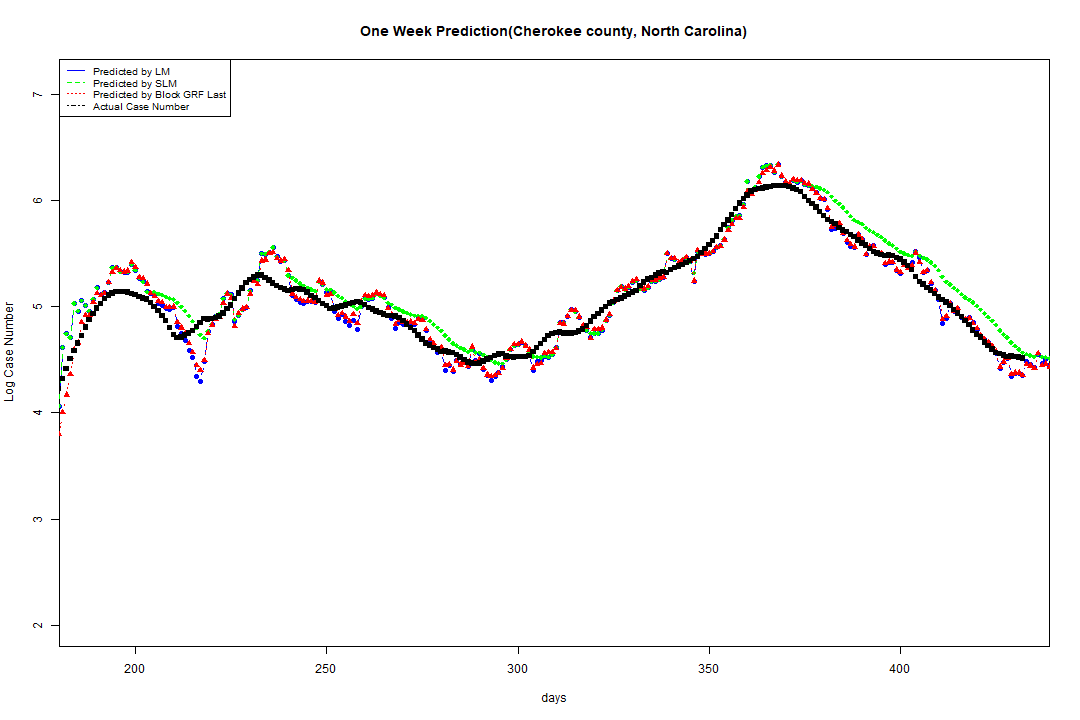 One Week Prediction(Cherokee county, North Carolina)
Predicted by LM
Predicted by SLM
Predicted by Block GRF Last
Actual Case Number
Log Case Number
7
6
5
4
3
2
200 250 300 350 400
days